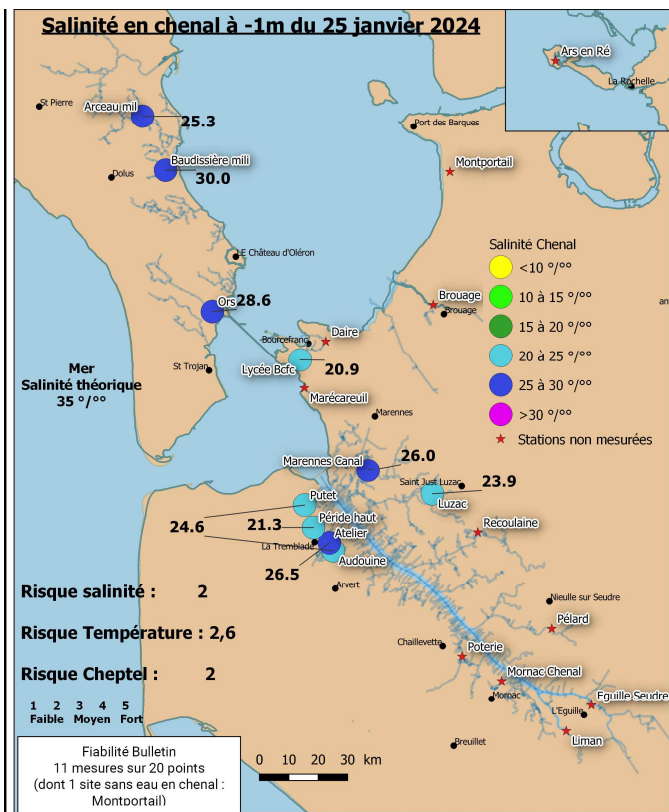 Salinité en chenal à -1m du 25 janvier 2024
Ars en Ré
La Rochelle
St Pierre
Arceau mil
25.3
Port des Barques
Baudissière mili
30.0
Dolus
Montportail
LE Château d'Oléron
Salinité Chenal
<10 °/°°
10 à 15 °/°°
15 à 20 °/°°
20 à 25 °/°°
25 à 30 °/°°
>30 °/°°
Stations non mesurées
Ors
28.6
Brouage
Brouage
an
Daire
Bourcefranc
Lycée Bcfc
20.9
St Trojan
Mer
Salinité théorique
35 °/°°
Marécareuil
Marennes
Marennes Canal
26.0
Saint Just Luzac
23.9
Luzac
Putet
24.6
21.3
Péride haut
Atelier
La Tremblade
Audouine
26.5
Recoulaine
Arvert
Risque salinité : 2
Risque Température : 2,6
Risque Cheptel : 2
1 2 3 4 5
Faible Moyen Fort
Nieulle sur Seudre
Pélard
Chaillevette
Poterie
Mornac Chenal
Mornac
Eguille Seudre
L'Eguille
Liman
Breuillet
Fiabilité Bulletin
11 mesures sur 20 points
(dont 1 site sans eau en chenal :
Montportail)
0 10 20 30 km